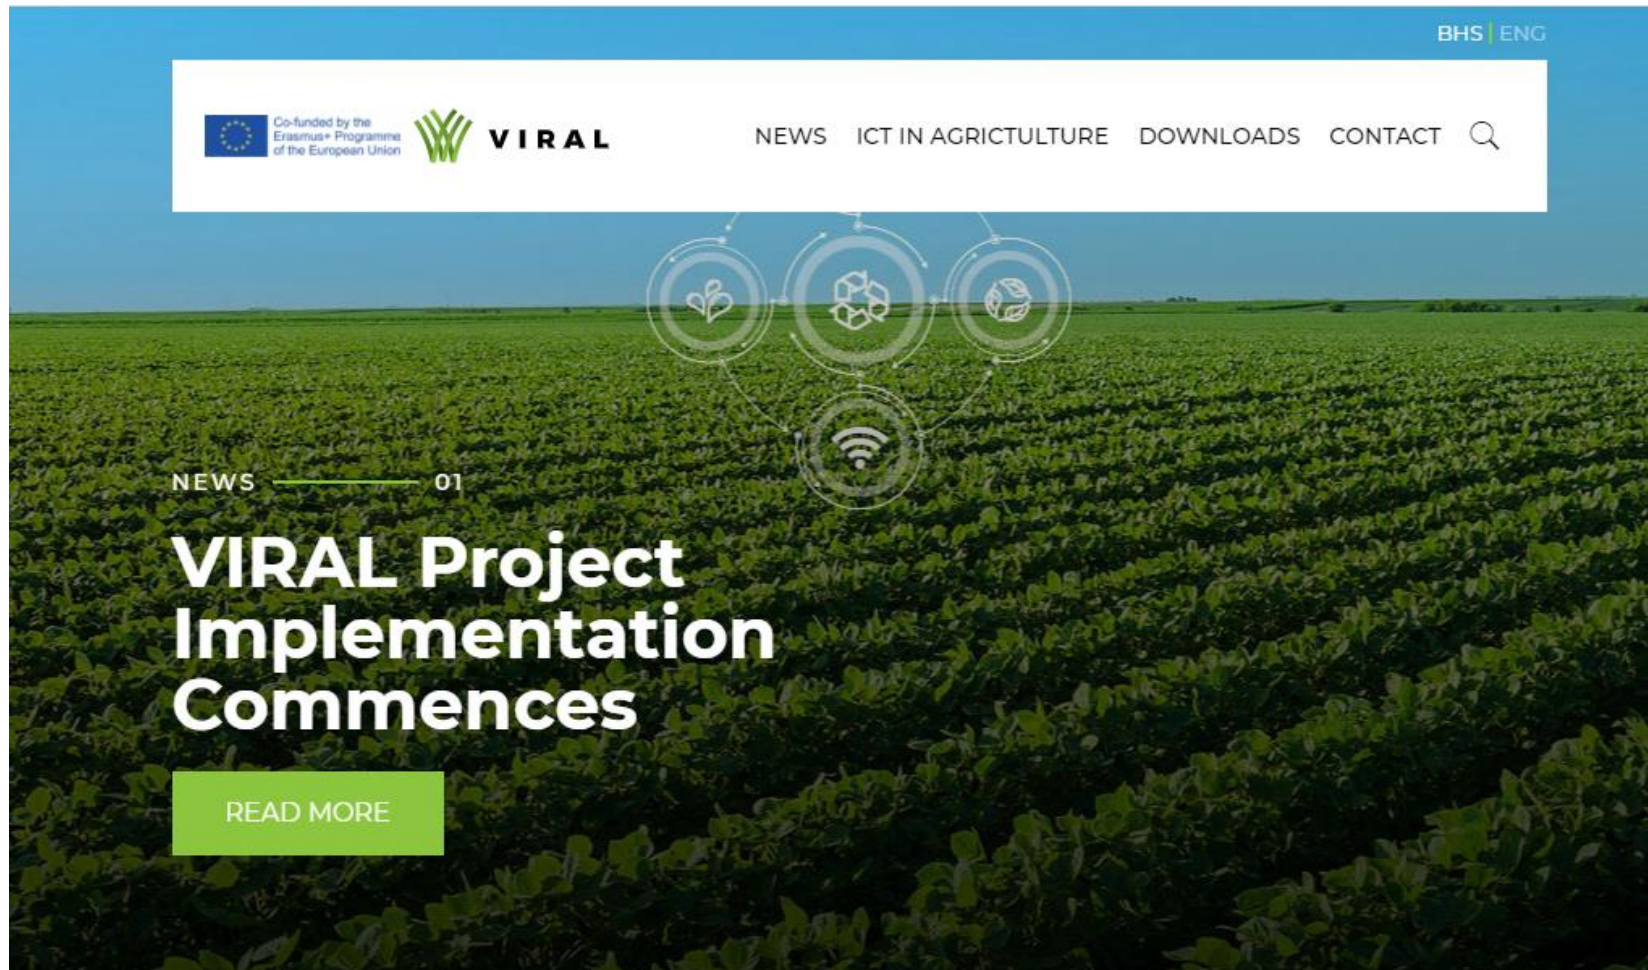 BHS | ENG
Co-funded by the
Erasmus+ Programme
of the European Union
VIRAL
NEWS ICT IN AGRICTULTURE DOWNLOADS CONTACT
NEWS 01
VIRAL Project
Implementation
Commences
READ MORE